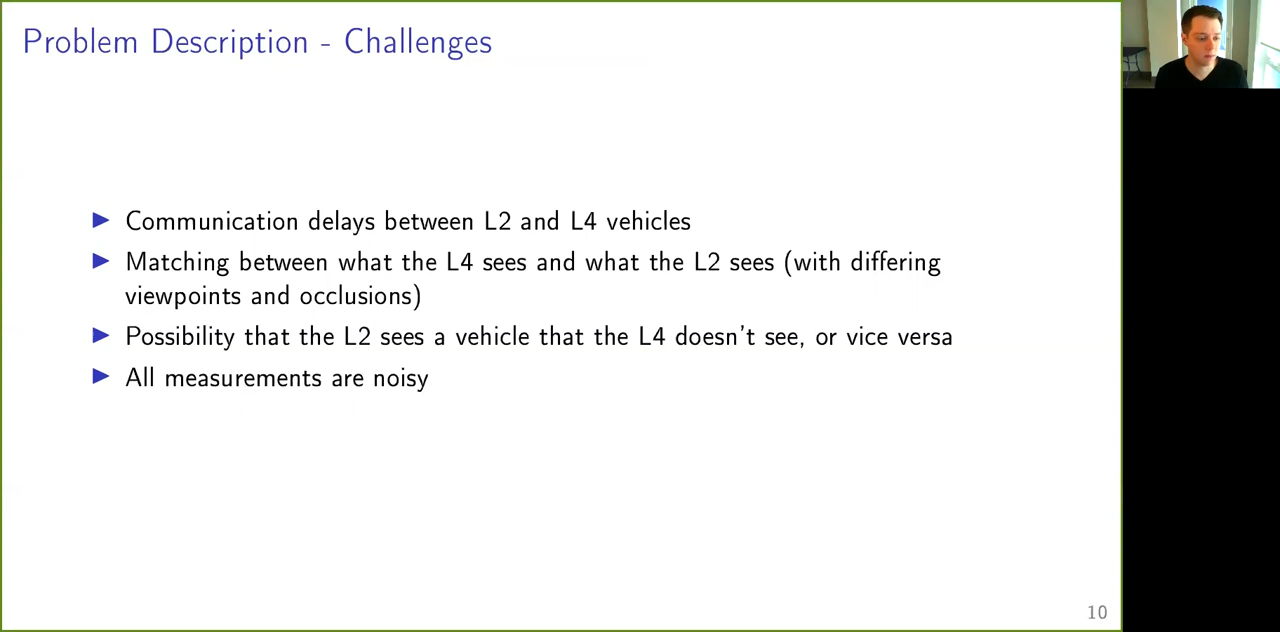 Problem Description - Challenges
▶ Communication delays between L2 and L4 vehicles
▶ Matching between what the L4 sees and what the L2 sees (with differing
viewpoints and occlusions)
▶ Possibility that the L2 sees a vehicle that the L4 doesn't see, or vice versa
▶ All measurements are noisy
10